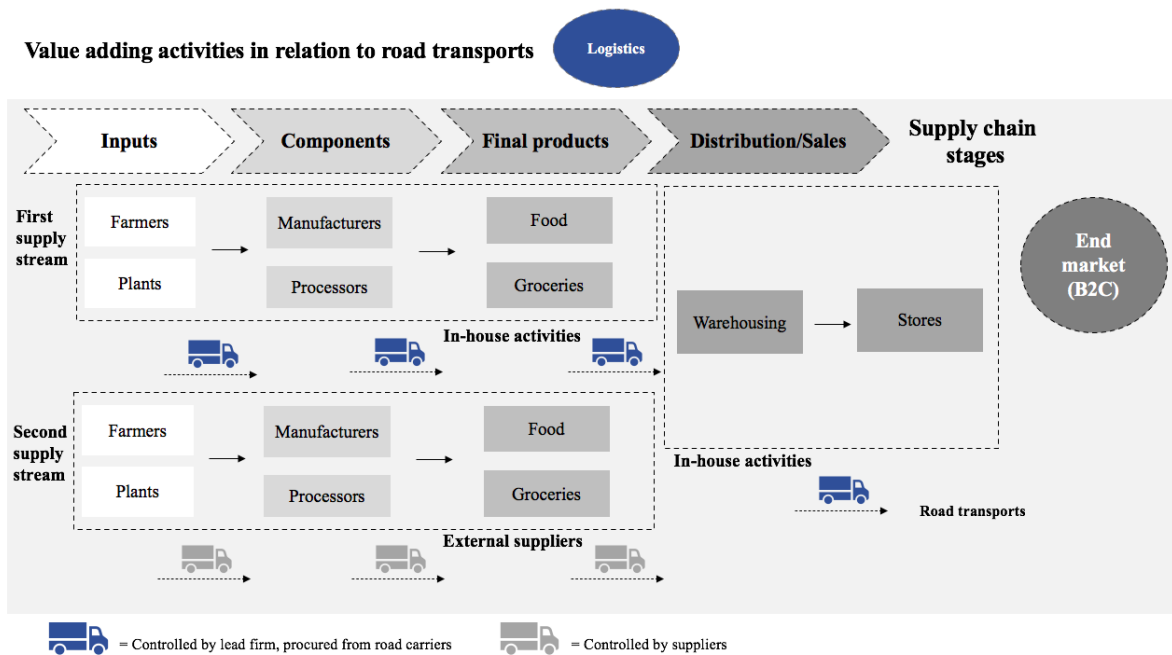 Value adding activities in relation to road transports
Logistics
Inputs
Components
Final products
Distribution/Sales
Supply chain
stages
First
supply
stream
Farmers
Plants
Manufacturers
Processors
Food
Groceries
In-house activities
Warehousing
Stores
End
market
(B2C)
Second
supply
stream
Farmers
Plants
Manufacturers
Processors
Food
Groceries
External suppliers
In-house activities
Road transports
= Controlled by lead firm, procured from road carriers
= Controlled by suppliers